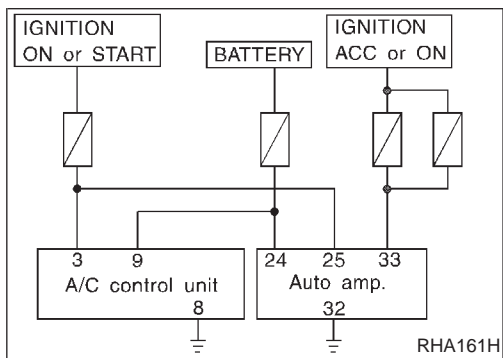 IGNITION
ON or START
BATTERY
IGNITION
ACC or ON
3 9
A/C control unit
8
24 25 33
Auto amp.
32
RHA161H